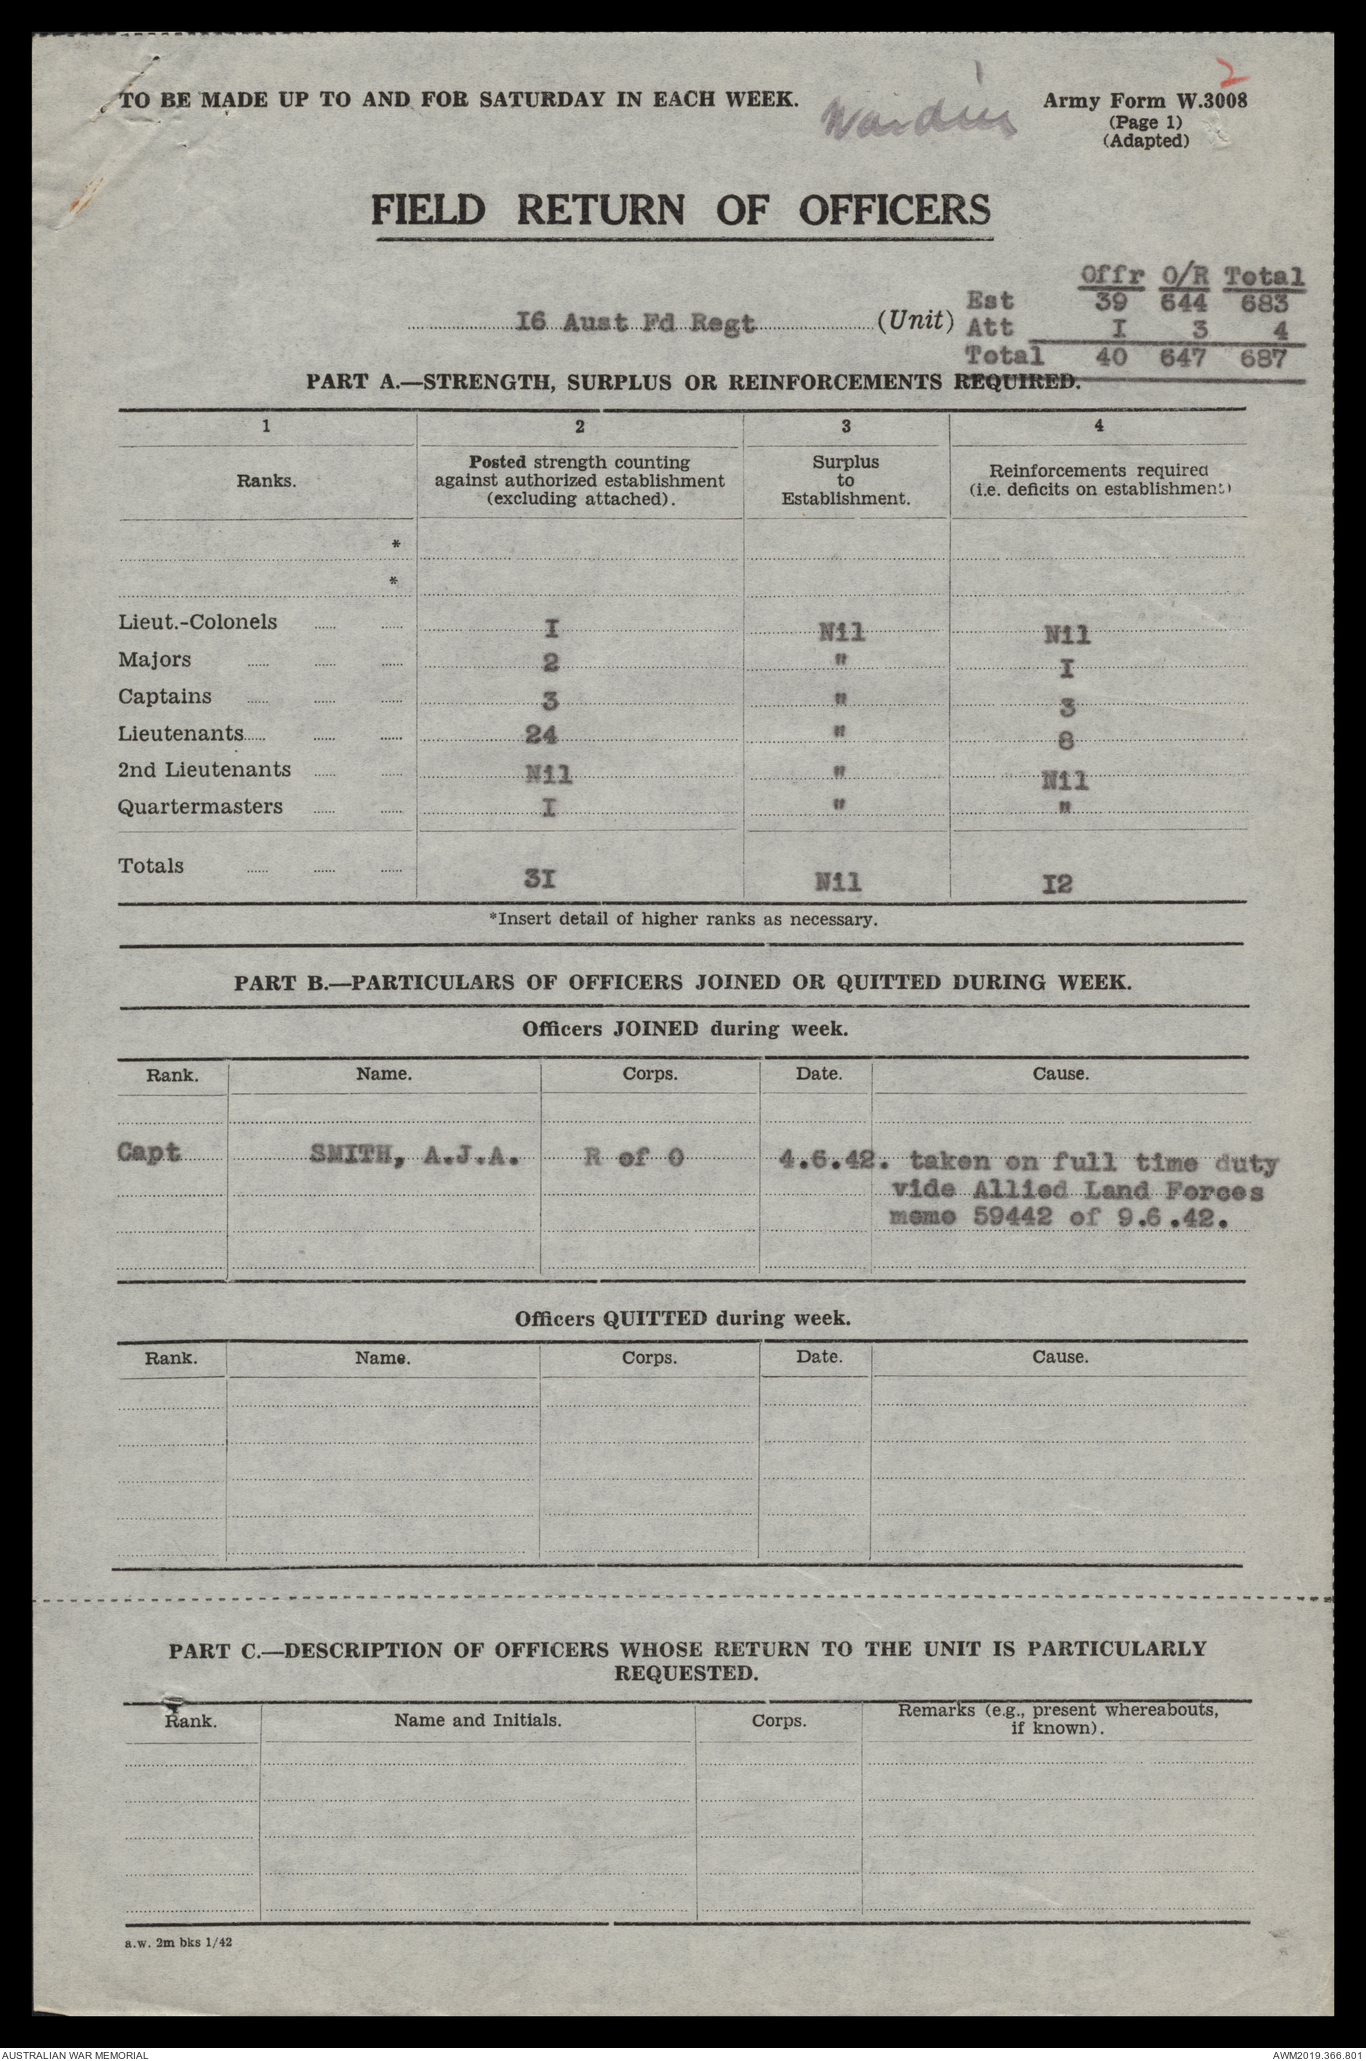 2
TO BE MADE UP TO AND FOR SATURDAY IN EACH WEEK.
Army Form W.3008
(Page 1)
(Adapted)
FIELD RETURN OF OFFICERS
Offr O/R Total
Est 39 644 683
16 Aust Fd Regt (Unit)
Att I 3 4
Total 40 647 687
PART A.—STRENGTH, SURPLUS OR REINFORCEMENTS REQUIRED.
1 2 3 4
Ranks.
Posted strength counting
against authorized establishment
(excluding attached).
Surplus
to
Establishment.
Reinforcements required
(i.e. deficits on establishment)
*
*
Lieut.-Colonels I Nil Nil
Majors 2 " I
Captains 3 " 3
Lieutenants 24 " 8
2nd Lieutenants Nil " Nil
Quartermasters I " "
Totals 3I Nil I2
*Insert detail of higher ranks as necessary.
PART B.—PARTICULARS OF OFFICERS JOINED OR QUITTED DURING WEEK.
Officers JOINED during week.
Rank. Name. Corps. Date. Cause.
Capt SMITH, A.J.A. R of O 4.6.42. taken on full time duty
vide Allied Land Forces
memo 59442 of 9.6.42.
Officers QUITTED during week.
Rank. Name. Corps. Date. Cause.
PART C.—DESCRIPTION OF OFFICERS WHOSE RETURN TO THE UNIT IS PARTICULARLY
REQUESTED.
Rank. Name and Initials. Corps.
Remarks (e.g., present whereabouts,
if known).
a.w. 2m bks 1/42
AUSTRALIAN WAR MEMORIAL
AWM2019.366.801